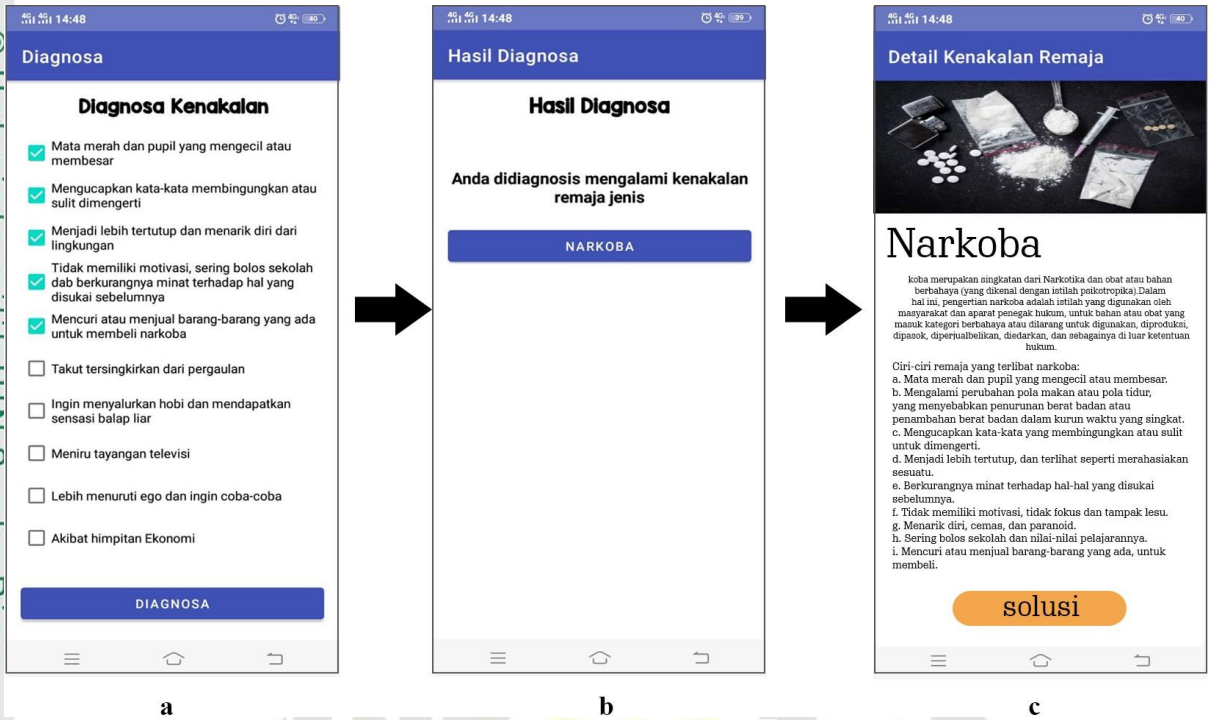 14:48
40
Diagnosa
Diagnosa Kenakalan
Mata merah dan pupil yang mengecil atau
membesar
Mengucapkan kata-kata membingungkan atau
sulit dimengerti
Menjadi lebih tertutup dan menarik diri dari
lingkungan
Tidak memiliki motivasi, sering bolos sekolah
dab berkurangnya minat terhadap hal yang
disukai sebelumnya
Mencuri atau menjual barang-barang yang ada
untuk membeli narkoba
Takut tersingkirkan dari pergaulan
Ingin menyalurkan hobi dan mendapatkan
sensasi balap liar
Meniru tayangan televisi
Lebih menuruti ego dan ingin coba-coba
Akibat himpitan Ekonomi
DIAGNOSA
a
14:48
39
Hasil Diagnosa
Hasil Diagnosa
Anda didiagnosis mengalami kenakalan
remaja jenis
NARKOBA
b
14:48
40
Detail Kenakalan Remaja
Narkoba
koba merupakan singkatan dari Narkotika dan obat atau bahan
berbahaya (yang dikenal dengan istilah psikotropika).Dalam
hal ini, pengertian narkoba adalah istilah yang digunakan oleh
masyarakat dan aparat penegak hukum, untuk bahan atau obat yang
masuk kategori berbahaya atau dilarang untuk digunakan, diproduksi,
dipasok, diperjualbelikan, diedarkan, dan sebagainya di luar ketentuan
hukum.
Ciri-ciri remaja yang terlibat narkoba:
a. Mata merah dan pupil yang mengecil atau membesar.
b. Mengalami perubahan pola makan atau pola tidur,
yang menyebabkan penurunan berat badan atau
penambahan berat badan dalam kurun waktu yang singkat.
c. Mengucapkan kata-kata yang membingungkan atau sulit
untuk dimengerti.
d. Menjadi lebih tertutup, dan terlihat seperti merahasiakan
sesuatu.
e. Berkurangnya minat terhadap hal-hal yang disukai
sebelumnya.
f. Tidak memiliki motivasi, tidak fokus dan tampak lesu.
g. Menarik diri, cemas, dan paranoid.
h. Sering bolos sekolah dan nilai-nilai pelajarannya.
i. Mencuri atau menjual barang-barang yang ada, untuk
membeli.
solusi
c